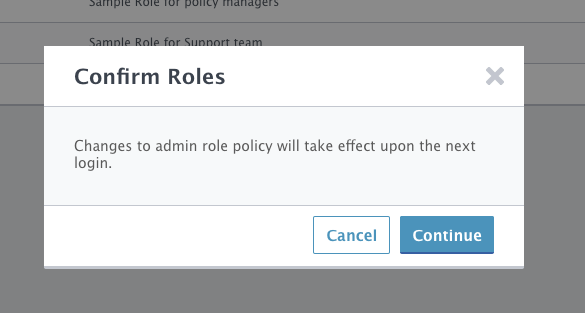 Sample Role for policy managers
Sample Role for Support team
Confirm Roles
Changes to admin role policy will take effect upon the next
login.
Cancel
Continue